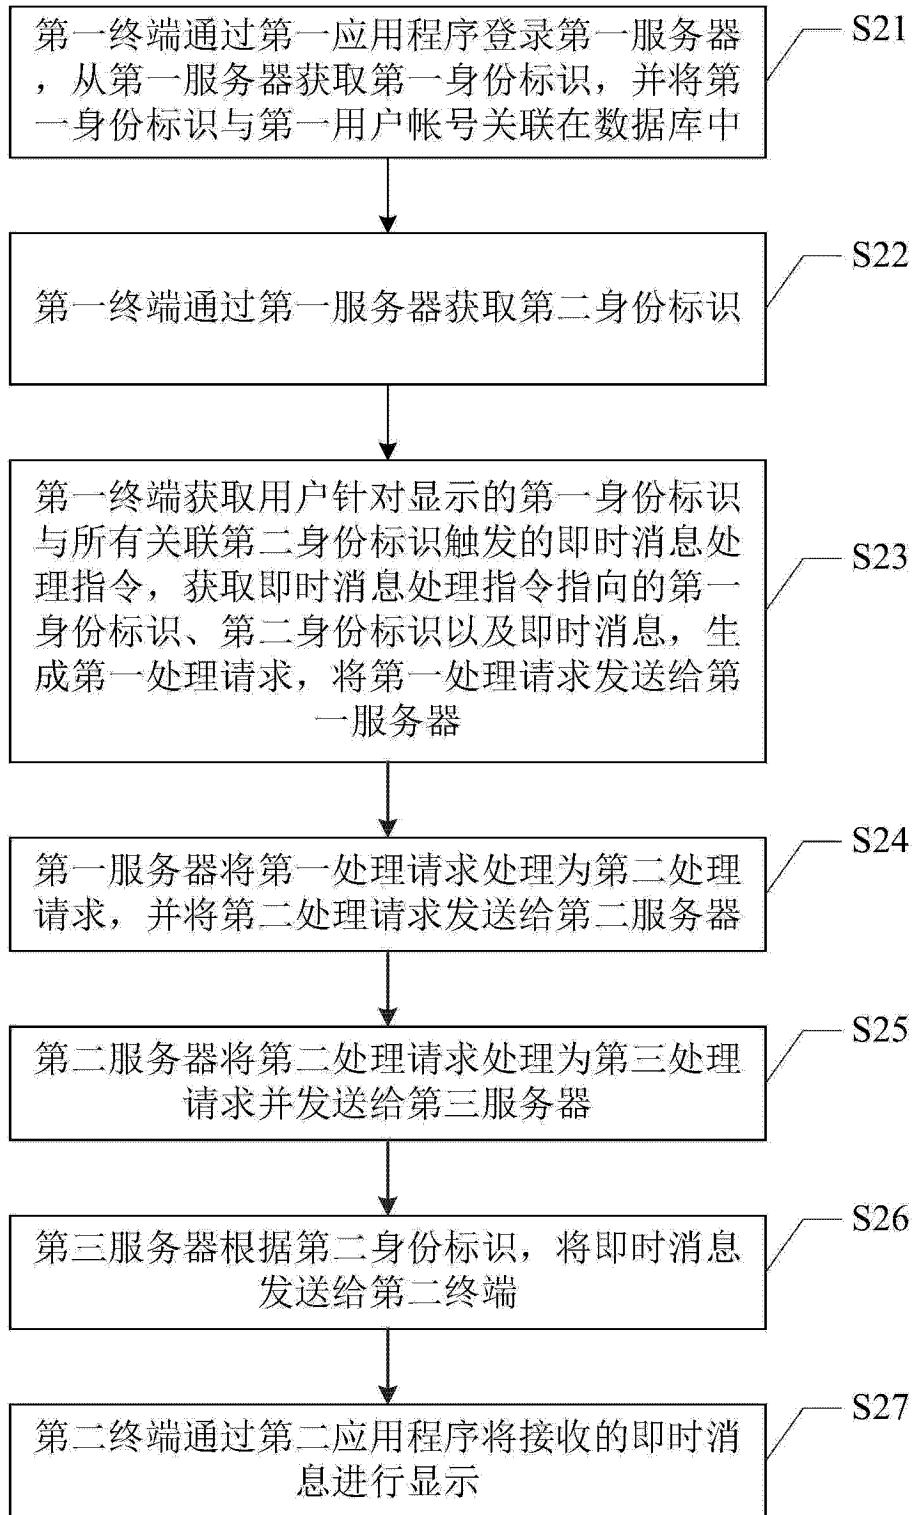 第一终端通过第一应用程序登录第一服务器
，从第一服务器获取第一身份标识，并将第
一身份标识与第一用户帐号关联在数据库中
S21
第一终端通过第一服务器获取第二身份标识
S22
第一终端获取用户针对显示的第一身份标识
与所有关联第二身份标识触发的即时消息处
理指令，获取即时消息处理指令指向的第一
身份标识、第二身份标识以及即时消息，生
成第一处理请求，将第一处理请求发送给第
一服务器
S23
第一服务器将第一处理请求处理为第二处理
请求，并将第二处理请求发送给第二服务器
S24
第二服务器将第二处理请求处理为第三处理
请求并发送给第三服务器
S25
第三服务器根据第二身份标识，将即时消息
发送给第二终端
S26
第二终端通过第二应用程序将接收的即时消
息进行显示
S27